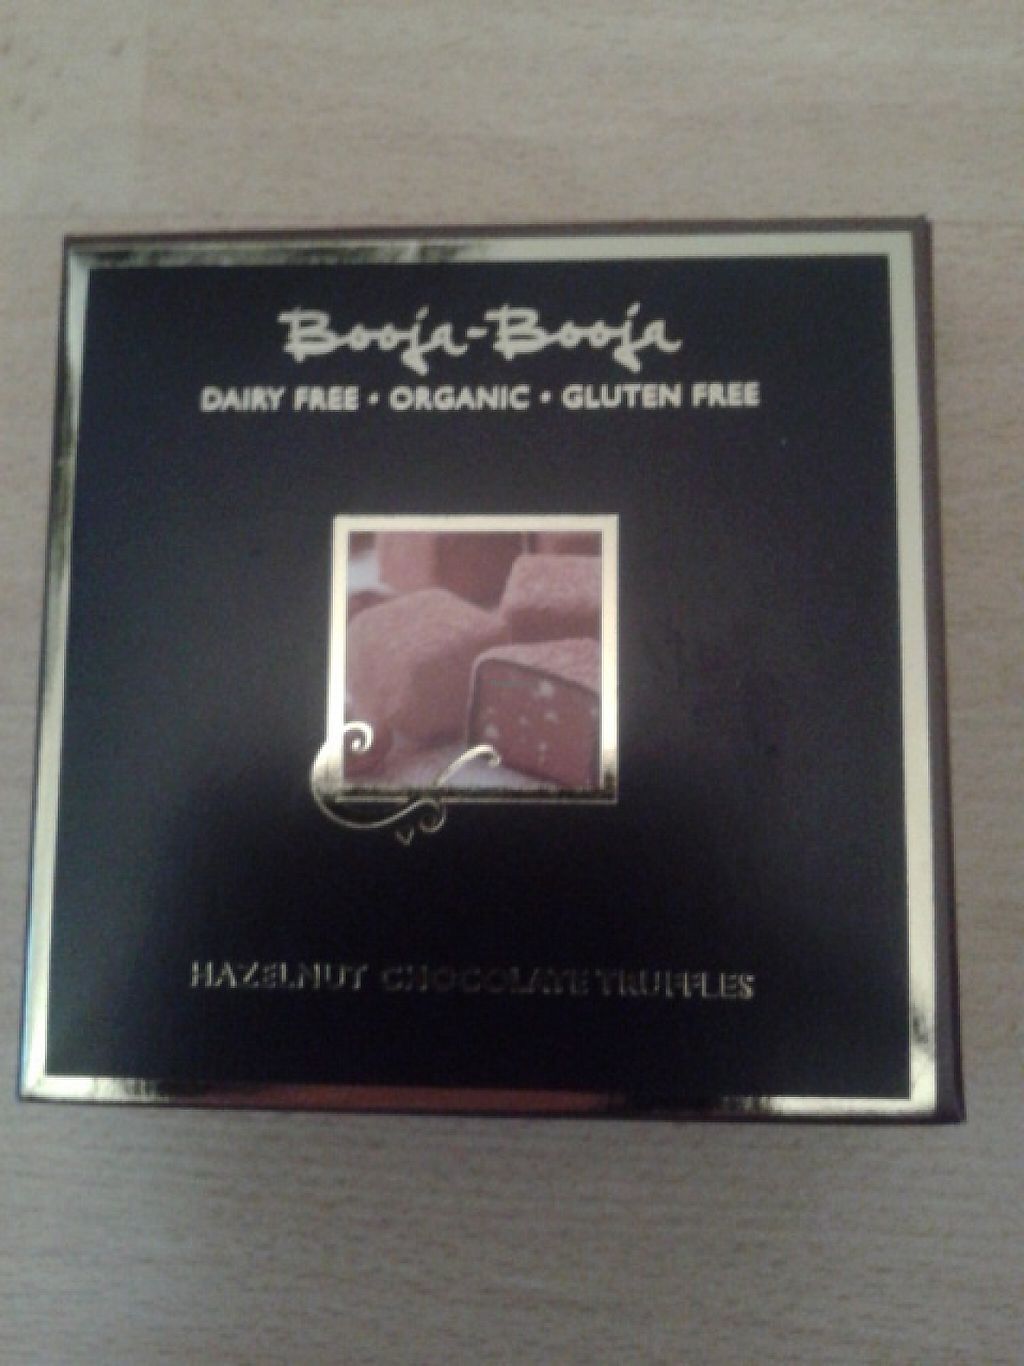 Booja-Booja
DAIRY FREE • ORGANIC • GLUTEN FREE
HAZELNUT CHOCOLATE TRUFFLES